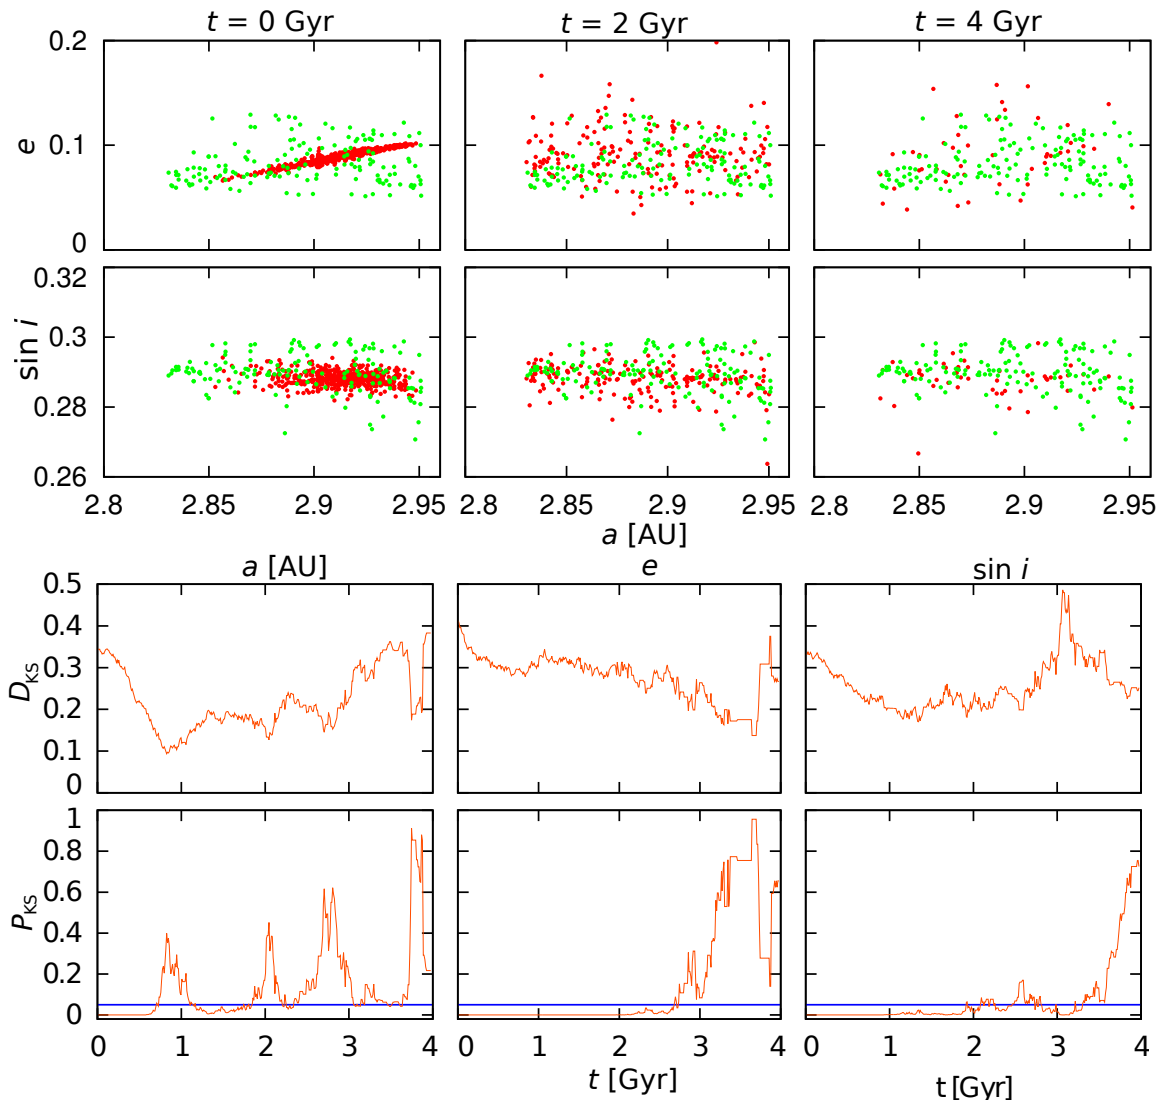 t = 0 Gyr t = 2 Gyr t = 4 Gyr
0.2
e
0.1
0
0.32
sin i
0.3
0.28
0.26
2.8 2.85 2.9 2.95 2.8 2.85 2.9 2.95 2.8 2.85 2.9 2.95
a [AU]
a [AU] e sin i
0.5
0.4
0.3
DKS
0.2
0.1
0
1
0.8
0.6
PKS
0.4
0.2
0
0 1 2 3 4 0 1 2 3 4 0 1 2 3 4
t [Gyr] t [Gyr]